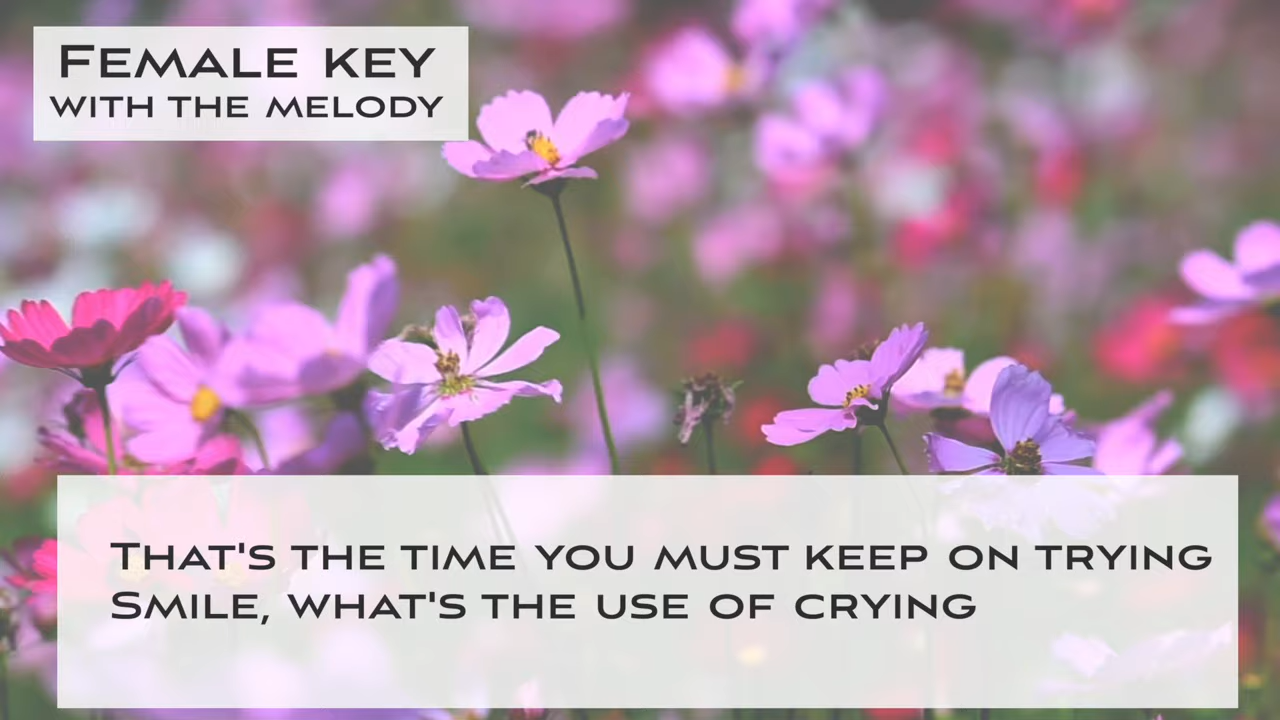 Female key
with the melody
That's the time you must keep on trying
Smile, what's the use of crying